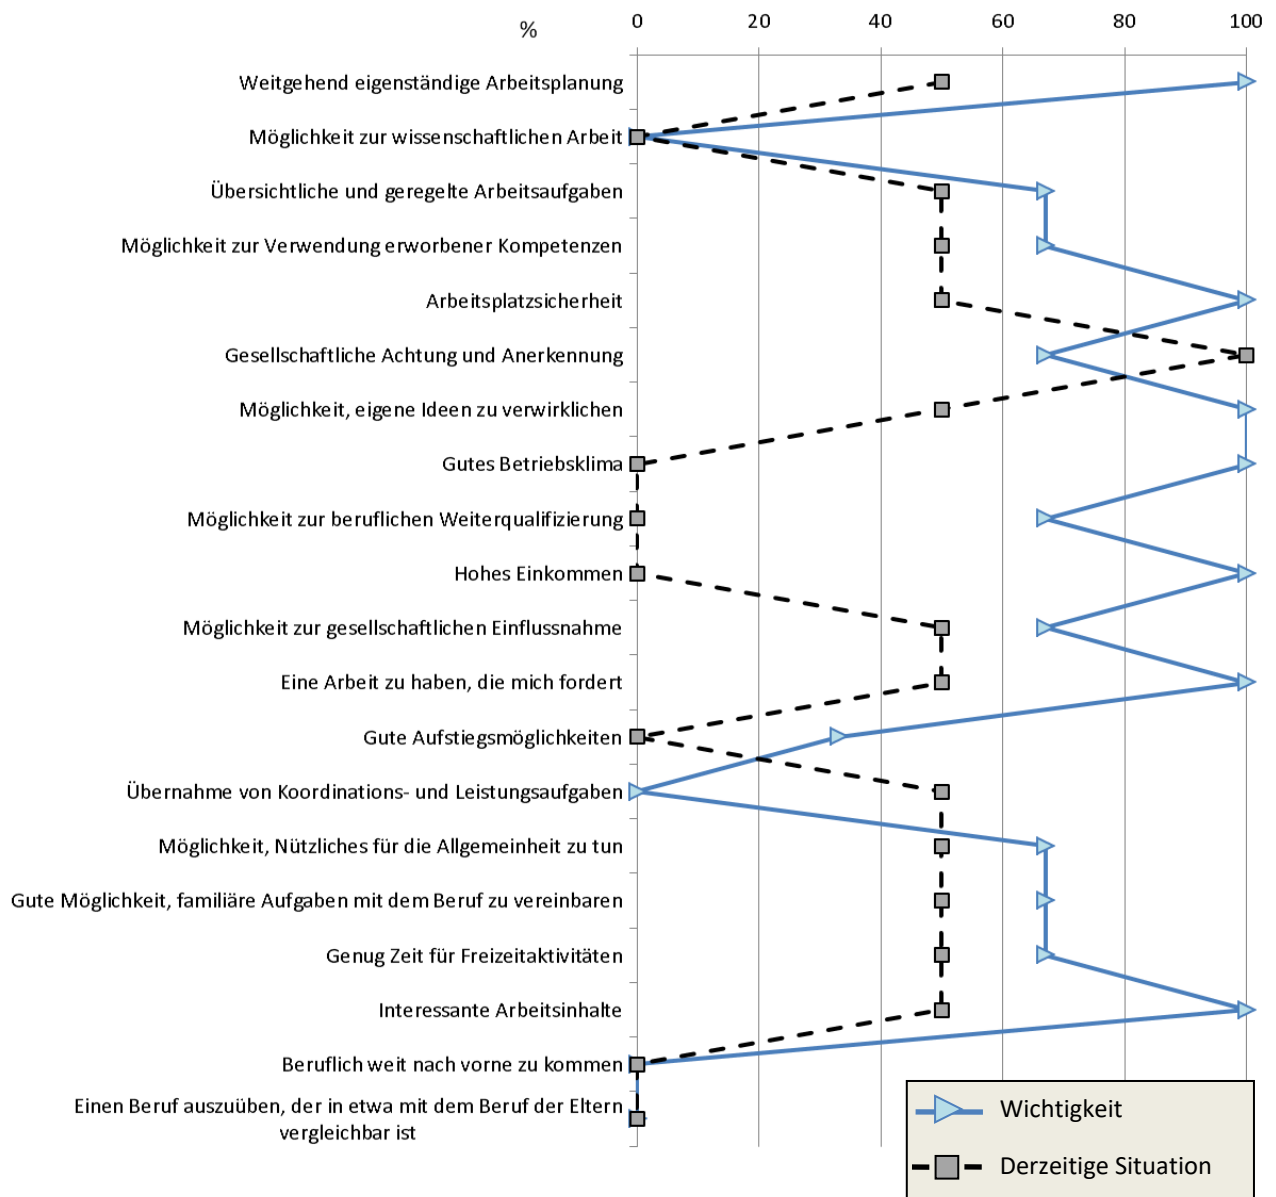 % 0 20 40 60 80 100
Weitgehend eigenständige Arbeitsplanung
Möglichkeit zur wissenschaftlichen Arbeit
Übersichtliche und geregelte Arbeitsaufgaben
Möglichkeit zur Verwendung erworbener Kompetenzen
Arbeitsplatzsicherheit
Gesellschaftliche Achtung und Anerkennung
Möglichkeit, eigene Ideen zu verwirklichen
Gutes Betriebsklima
Möglichkeit zur beruflichen Weiterqualifizierung
Hohes Einkommen
Möglichkeit zur gesellschaftlichen Einflussnahme
Eine Arbeit zu haben, die mich fordert
Gute Aufstiegsmöglichkeiten
Übernahme von Koordinations- und Leistungsaufgaben
Möglichkeit, Nützliches für die Allgemeinheit zu tun
Gute Möglichkeit, familiäre Aufgaben mit dem Beruf zu vereinbaren
Genug Zeit für Freizeitaktivitäten
Interessante Arbeitsinhalte
Beruflich weit nach vorne zu kommen
Einen Beruf auszuüben, der in etwa mit dem Beruf der Eltern
vergleichbar ist
Wichtigkeit
Derzeitige Situation